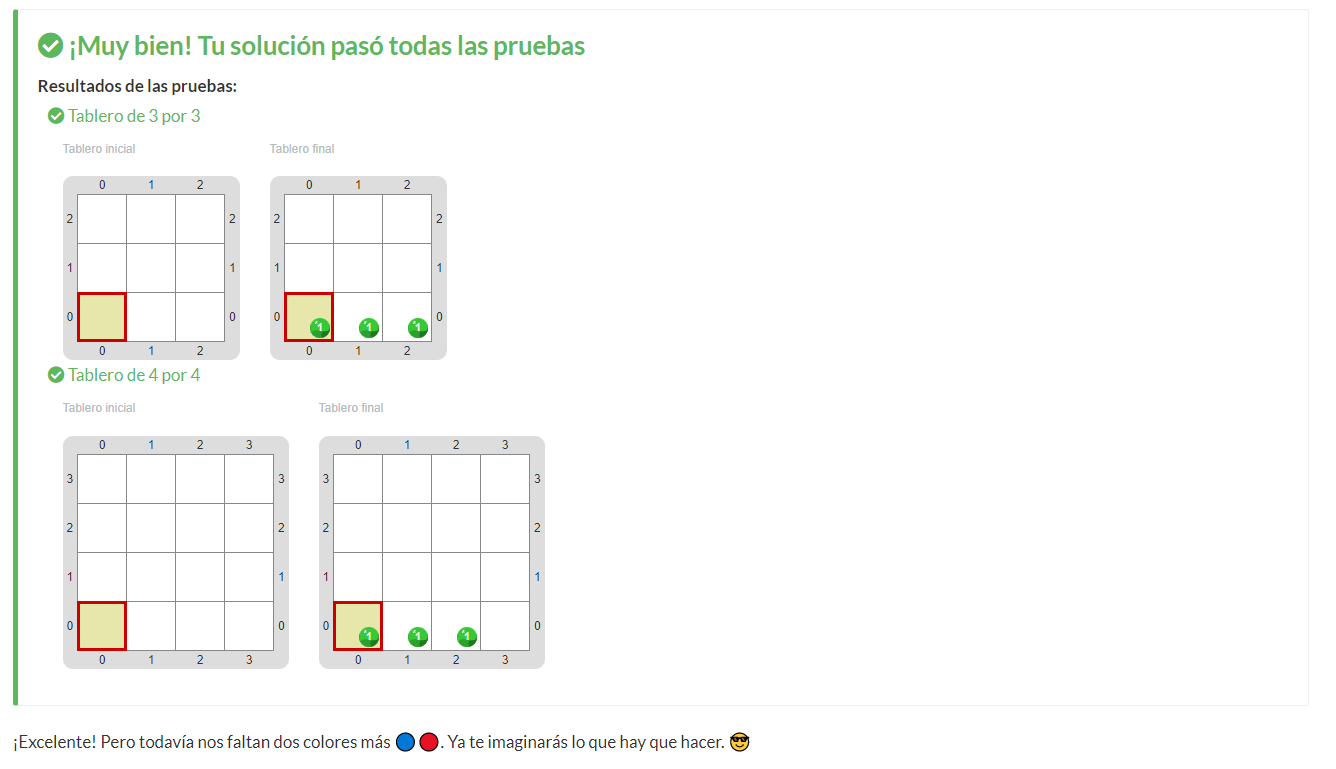 ¡Muy bien! Tu solución pasó todas las pruebas
Resultados de las pruebas:
Tablero de 3 por 3
Tablero inicial Tablero final
0 1 2 0 1 2
2 2 2 2
1 1 1 1
0 0 0 1 1 1 0
0 1 2 0 1 2
Tablero de 4 por 4
Tablero inicial Tablero final
0 1 2 3 0 1 2 3
3 3 3 3
2 2 2 2
1 1 1 1
0 0 0 1 1 1 0
0 1 2 3 0 1 2 3
¡Excelente! Pero todavía nos faltan dos colores más 🔵 🔴. Ya te imaginarás lo que hay que hacer. 😎